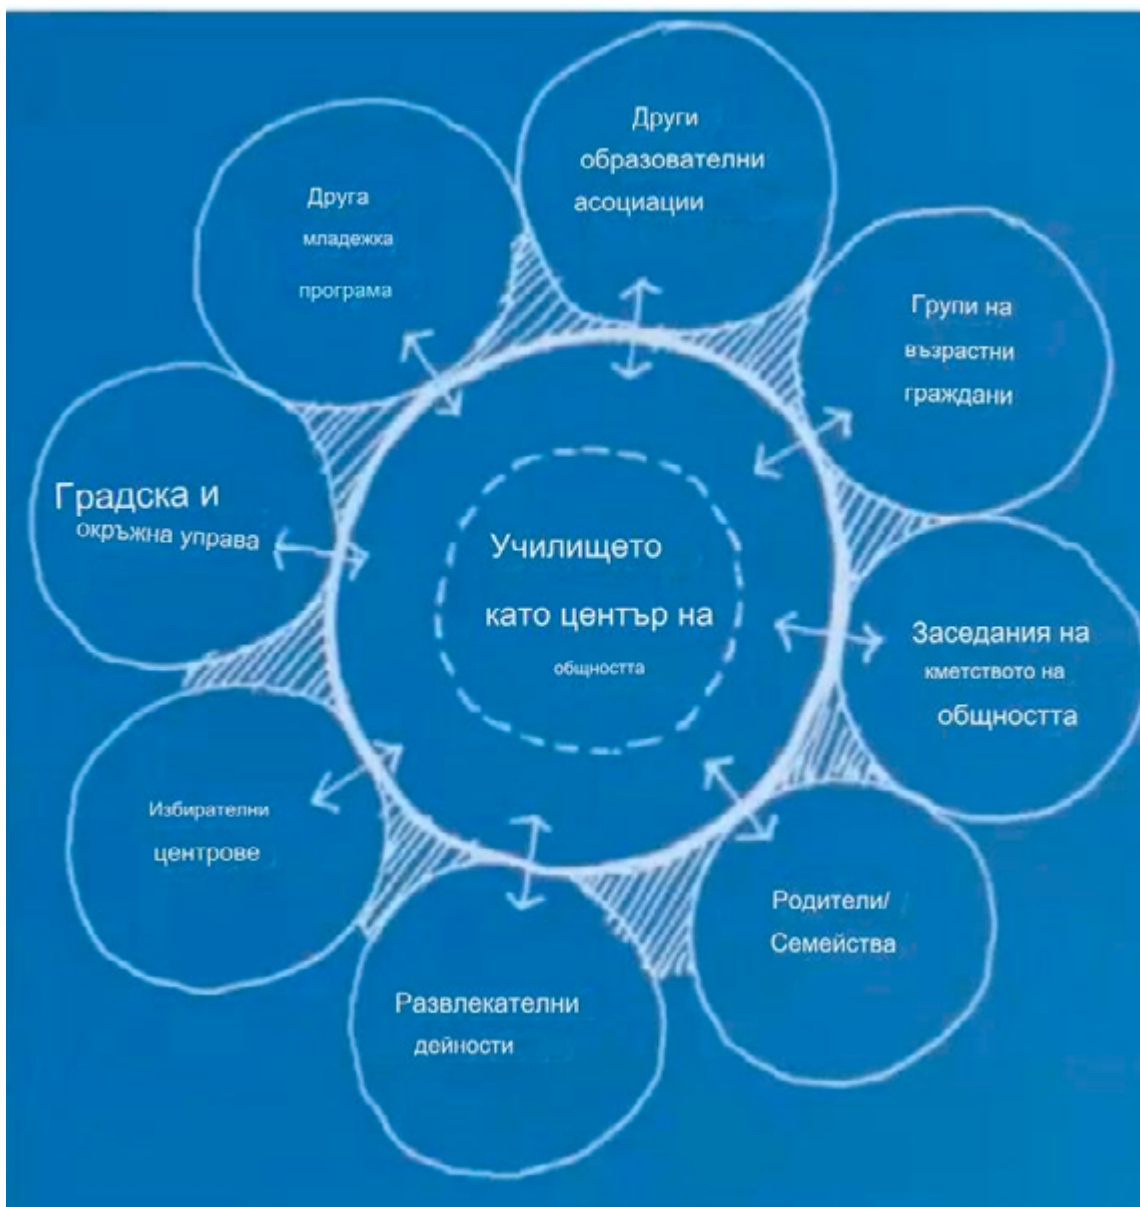 Други
образователни
асоциации
Друга
младежка
програма
Групи на
възрастни
граждани
Градска и
окръжна управа
Училището
като център на
общността
Заседания на
кметството на
общността
Избирателни
центрове
Родители/
Семейства
Развлекателни
дейности